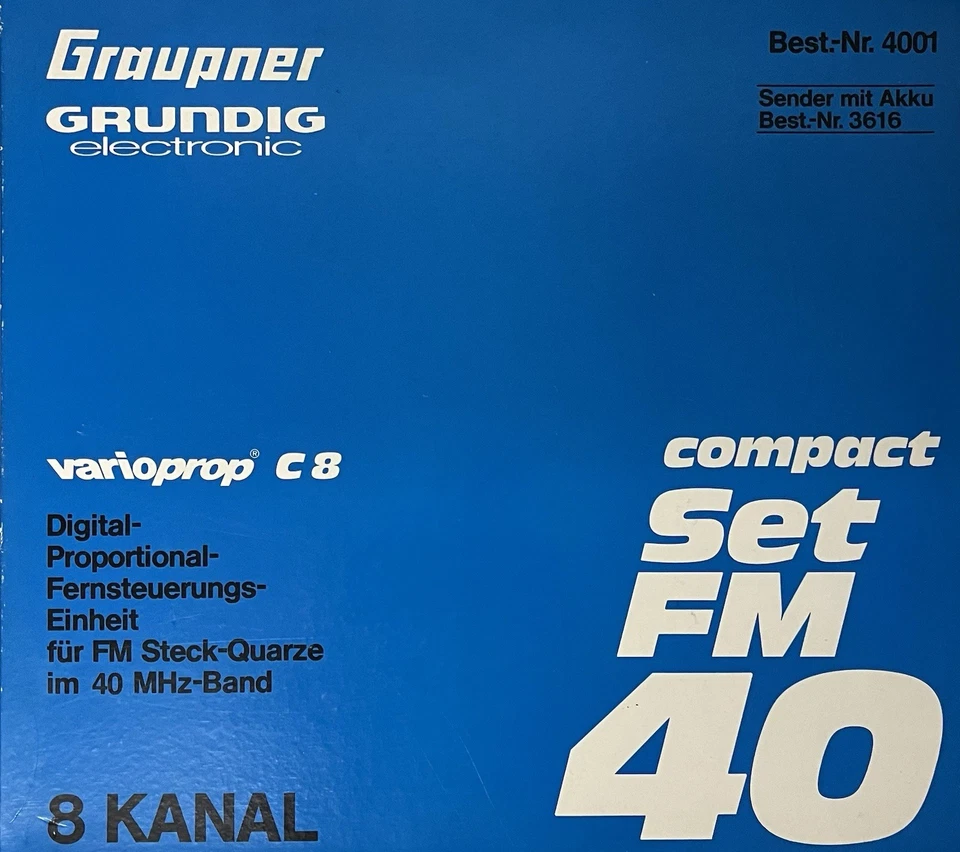 Graupner
GRUNDIG
electronic
Best.-Nr. 4001
Sender mit Akku
Best.-Nr. 3616
varioprop® C 8
Digital-
Proportional-
Fernsteuerungs-
Einheit
für FM Steck-Quarze
im 40 MHz-Band
8 KANAL
compact
Set
FM
40